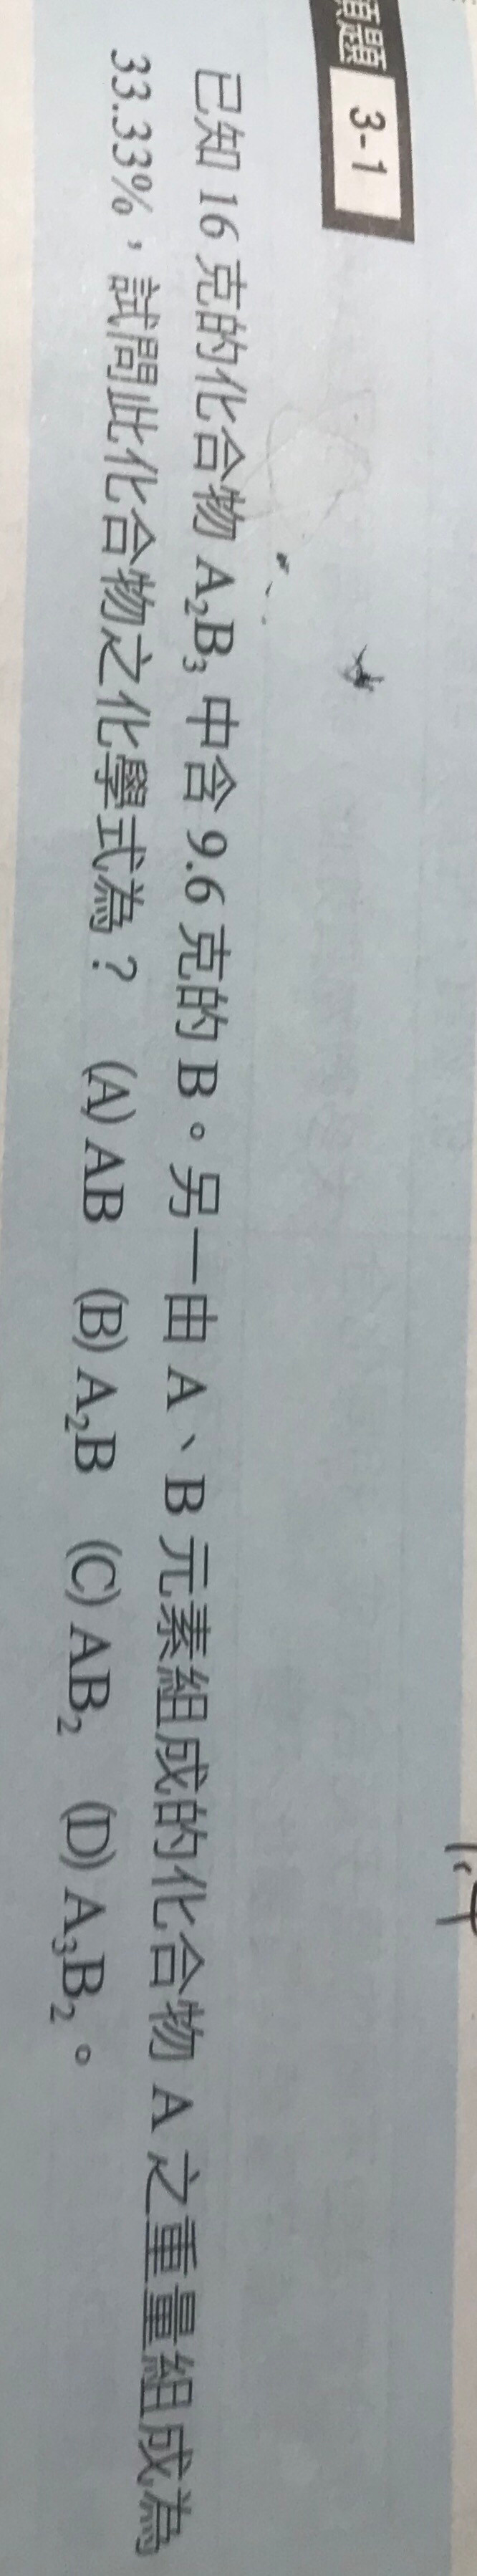 題 3-1
已知 16 克的化合物 A₂B₃ 中含 9.6 克的 B。另一由 A、B 元素組成的化合物 A 之重量組成為
33.33%，試問此化合物之化學式為？ (A) AB (B) A₂B (C) AB₂ (D) A₃B₂。